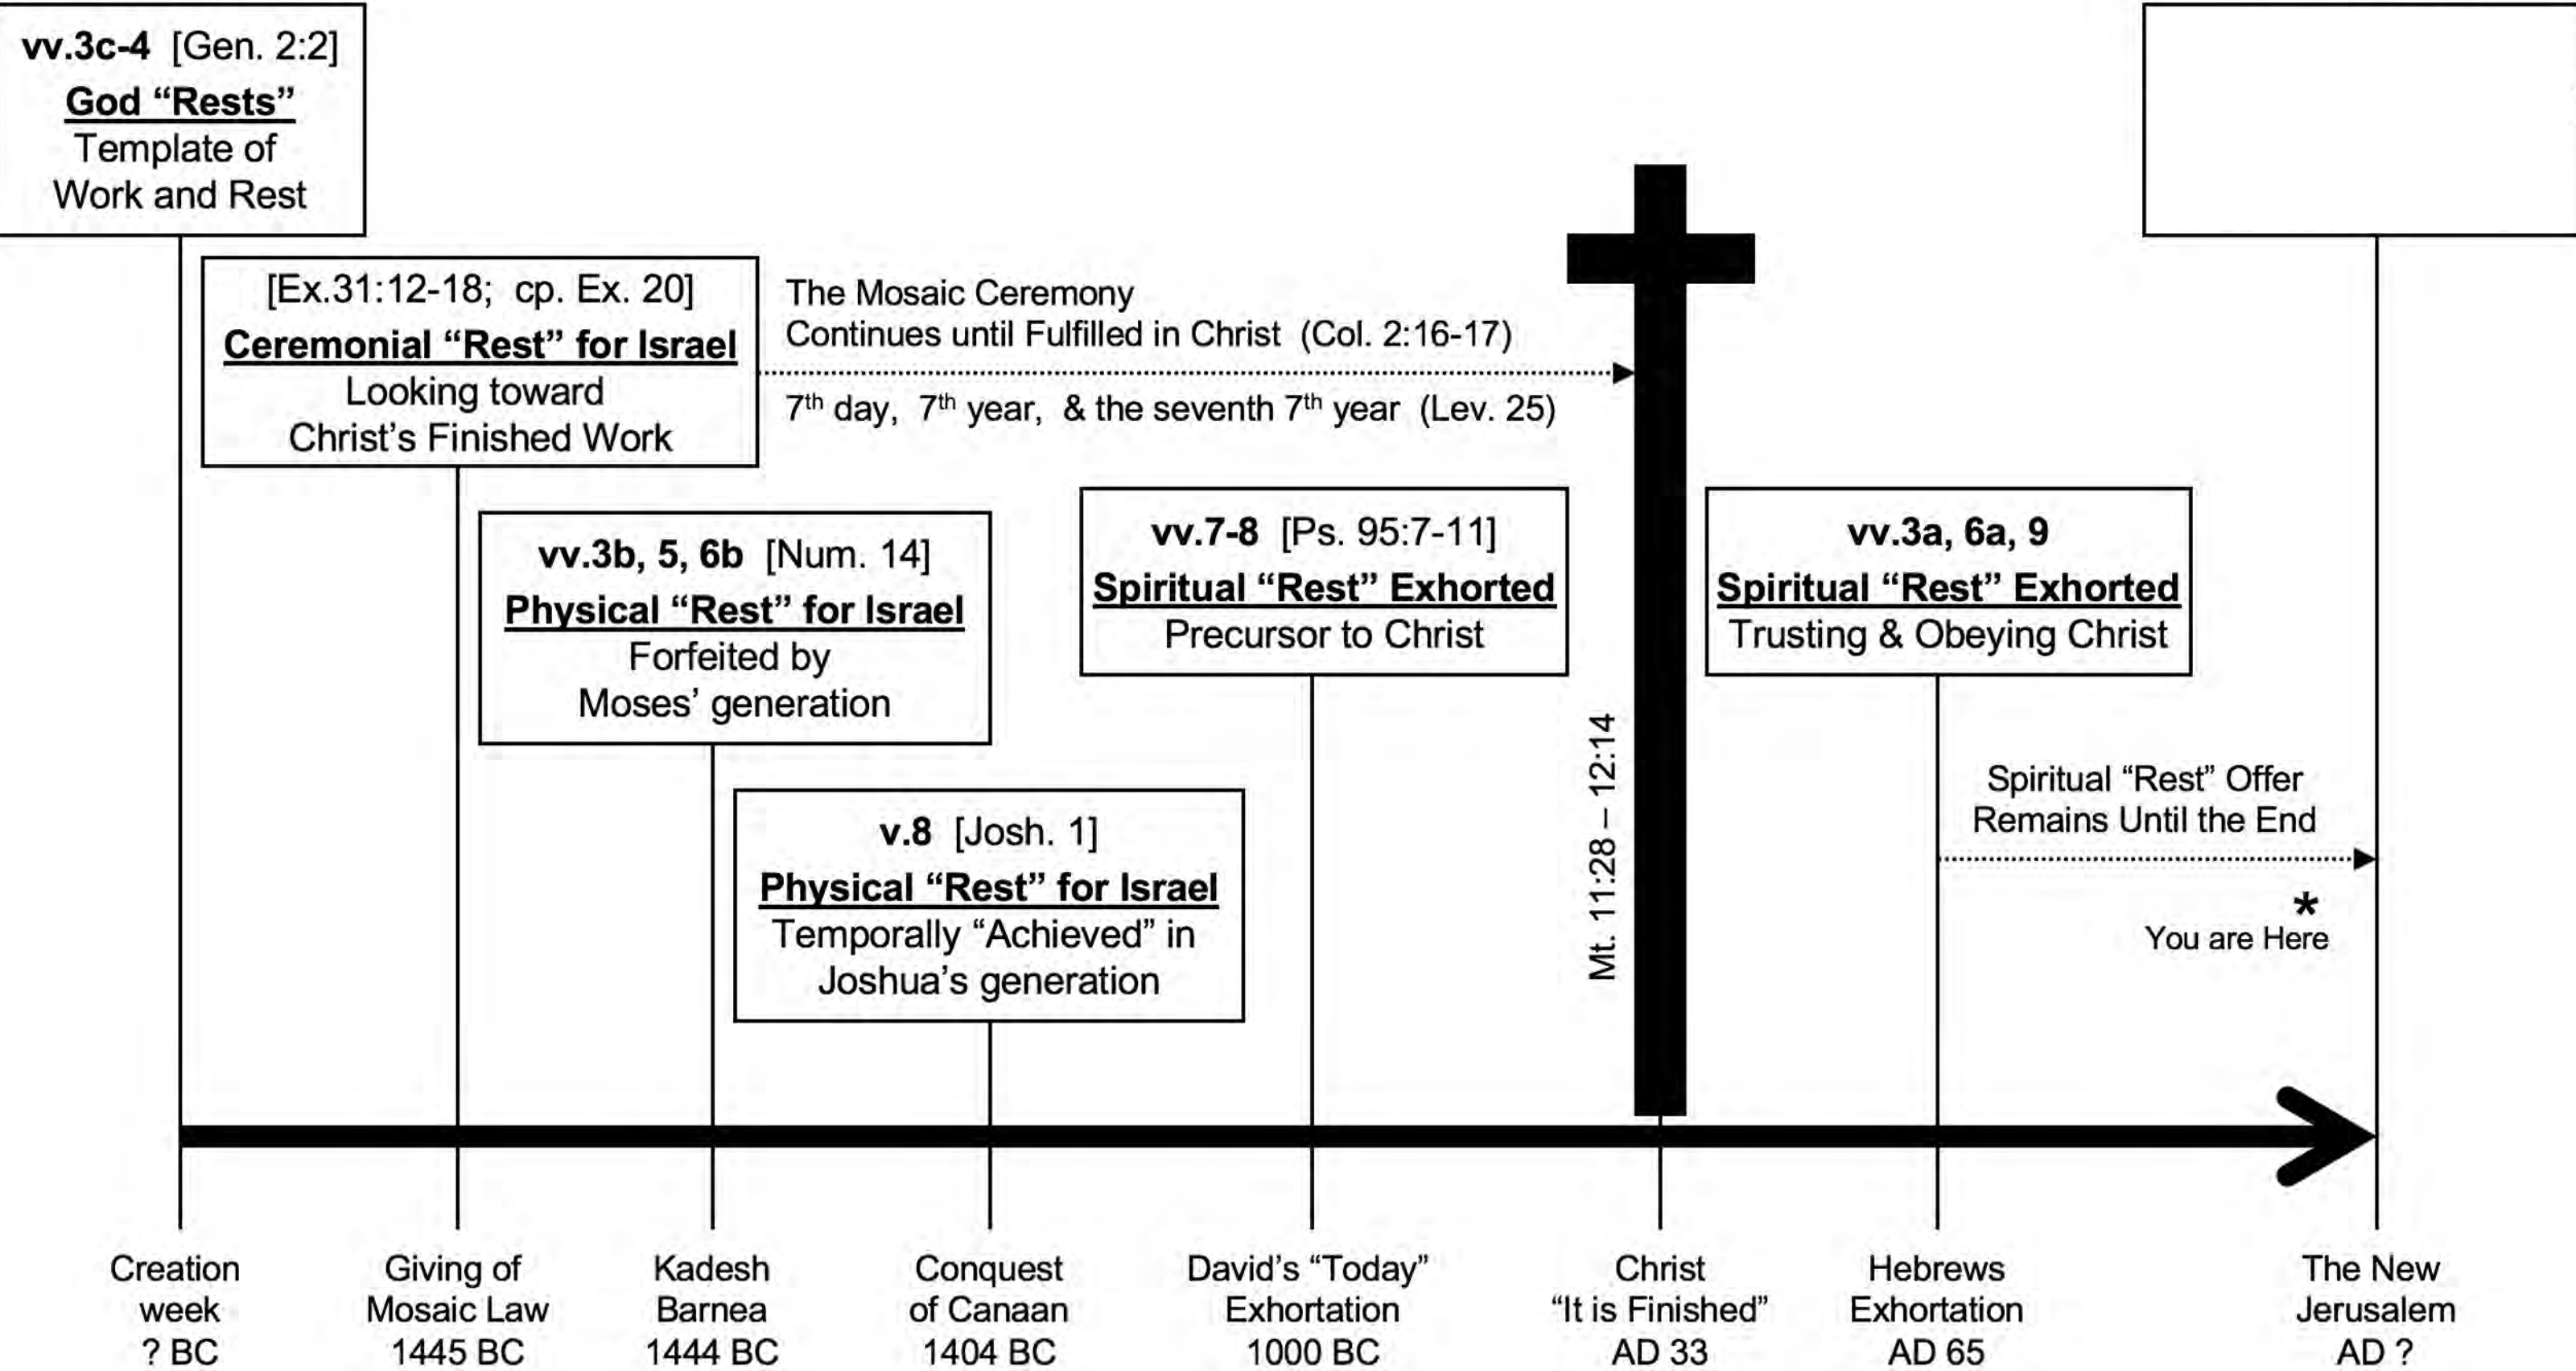 vv.3c-4 [Gen. 2:2]
God “Rests”
Template of
Work and Rest
[Ex.31:12-18; cp. Ex. 20]
Ceremonial “Rest” for Israel
Looking toward
Christ’s Finished Work
The Mosaic Ceremony
Continues until Fulfilled in Christ (Col. 2:16-17)
7th day, 7th year, & the seventh 7th year (Lev. 25)
vv.3b, 5, 6b [Num. 14]
Physical “Rest” for Israel
Forfeited by
Moses’ generation
v.8 [Josh. 1]
Physical “Rest” for Israel
Temporally “Achieved” in
Joshua’s generation
vv.7-8 [Ps. 95:7-11]
Spiritual “Rest” Exhorted
Precursor to Christ
Mt. 11:28 – 12:14
vv.3a, 6a, 9
Spiritual “Rest” Exhorted
Trusting & Obeying Christ
Spiritual “Rest” Offer
Remains Until the End
*
You are Here
Creation
week
? BC
Giving of
Mosaic Law
1445 BC
Kadesh
Barnea
1444 BC
Conquest
of Canaan
1404 BC
David’s “Today”
Exhortation
1000 BC
Christ
“It is Finished”
AD 33
Hebrews
Exhortation
AD 65
The New
Jerusalem
AD ?